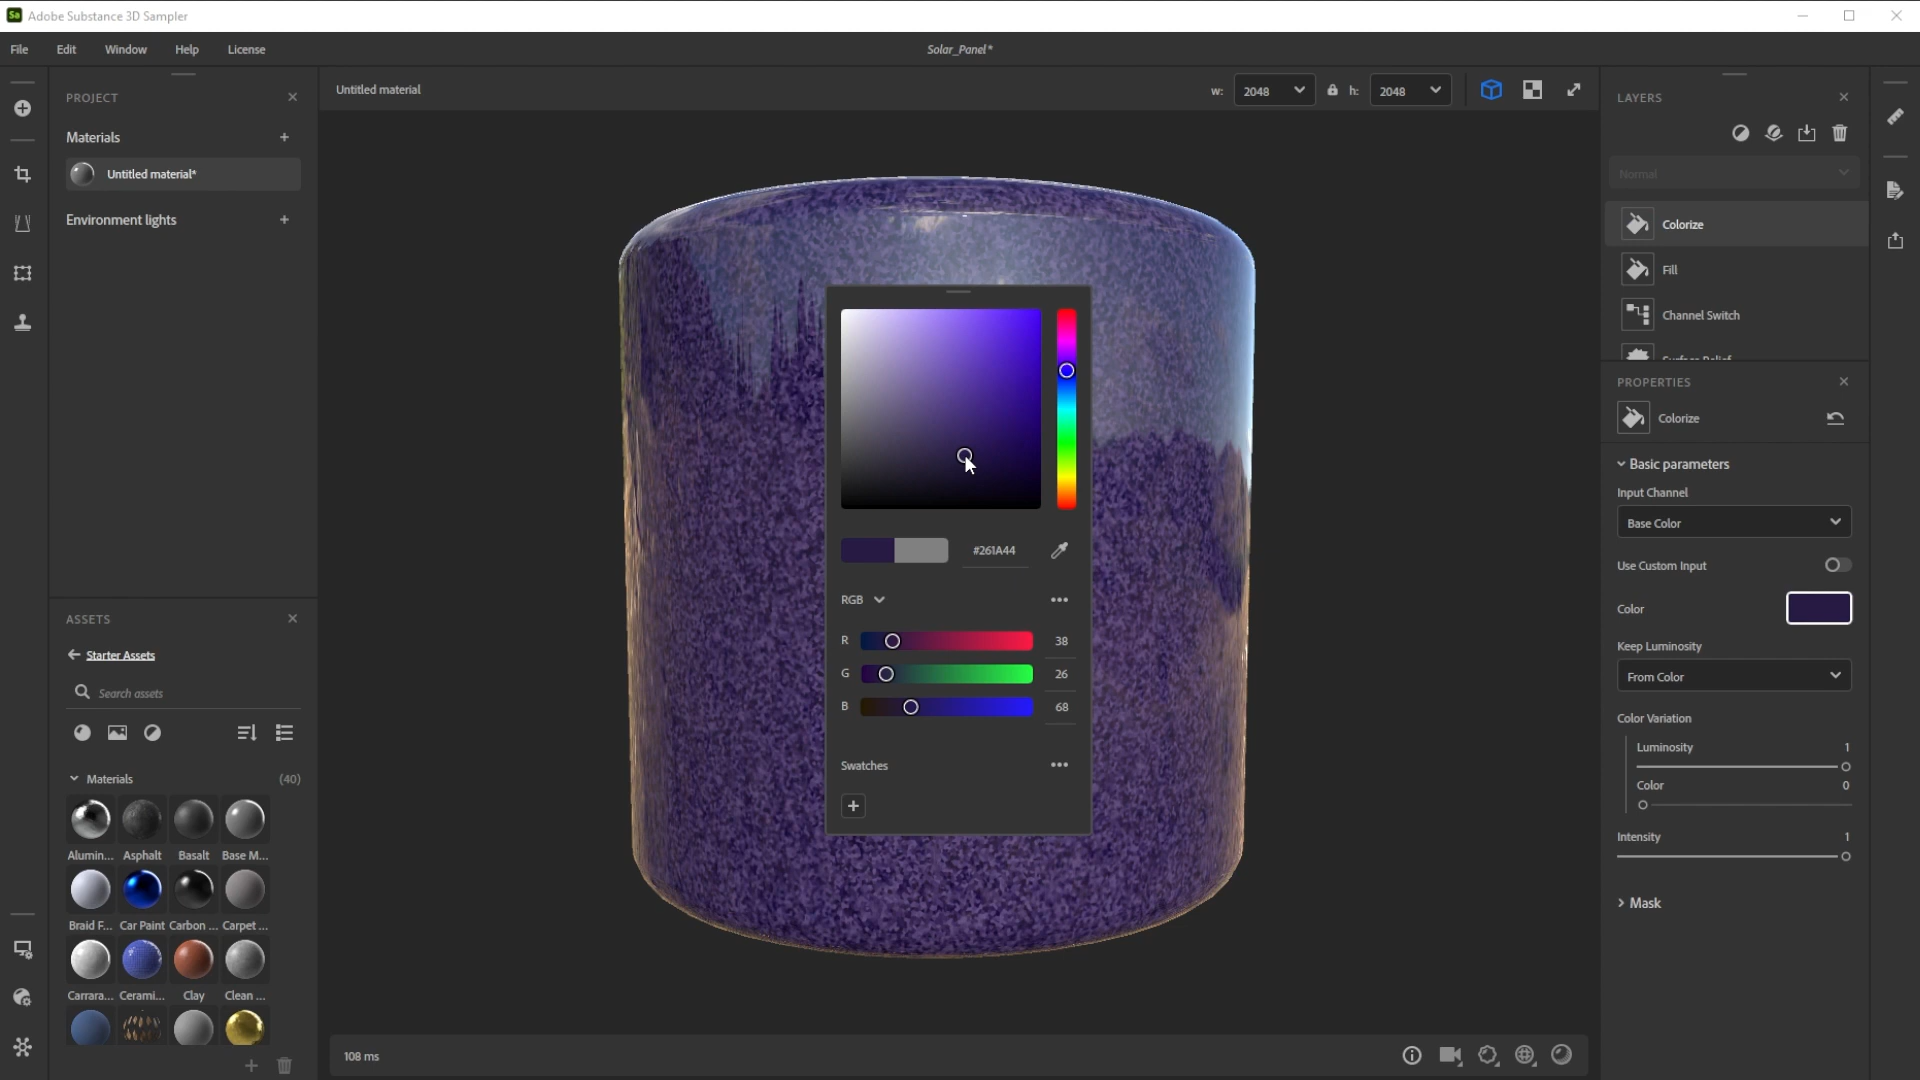 Sa Adobe Substance 3D Sampler
File Edit Window Help License
Solar_Panel*
PROJECT
Materials
Untitled material*
Environment lights
Untitled material
w: 2048 h: 2048
LAYERS
Normal
Colorize
Fill
Channel Switch
Surface Relief
PROPERTIES
Colorize
Basic parameters
Input Channel
Base Color
Use Custom Input
Color
Keep Luminosity
From Color
Color Variation
Luminosity 1
Color 0
Intensity 1
Mask
#261A44
RGB
R 38
G 26
B 68
Swatches
ASSETS
Starter Assets
Search assets
Materials (40)
Alumin... Asphalt Basalt Base M...
Braid F... Car Paint Carbon ... Carpet ...
Carrara... Cerami... Clay Clean ...
108 ms